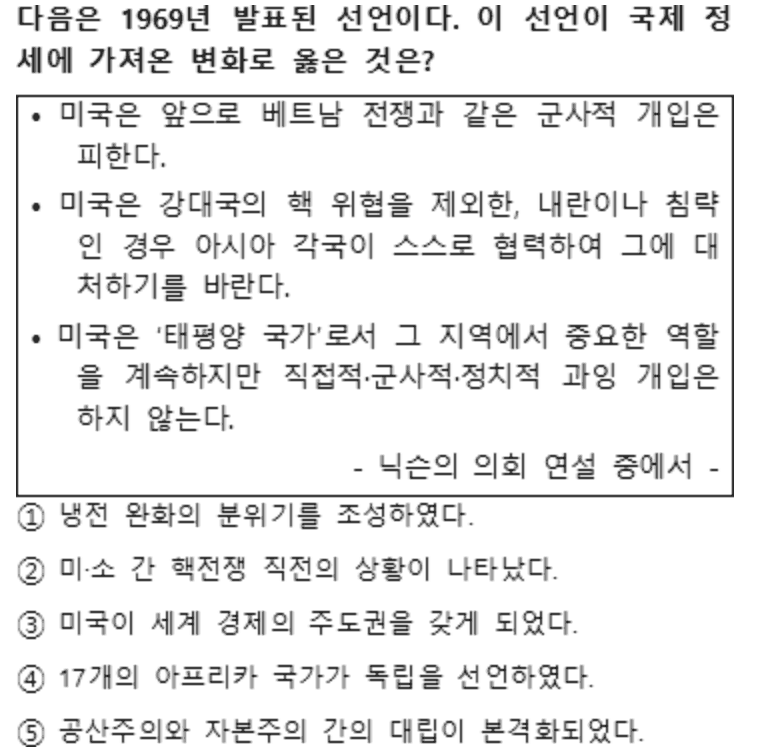 다음은 1969년 발표된 선언이다. 이 선언이 국제 정
세에 가져온 변화로 옳은 것은?
• 미국은 앞으로 베트남 전쟁과 같은 군사적 개입은
피한다.
• 미국은 강대국의 핵 위협을 제외한, 내란이나 침략
인 경우 아시아 각국이 스스로 협력하여 그에 대
처하기를 바란다.
• 미국은 ‘태평양 국가’로서 그 지역에서 중요한 역할
을 계속하지만 직접적·군사적·정치적 과잉 개입은
하지 않는다.
- 닉슨의 의회 연설 중에서 -
① 냉전 완화의 분위기를 조성하였다.
② 미·소 간 핵전쟁 직전의 상황이 나타났다.
③ 미국이 세계 경제의 주도권을 갖게 되었다.
④ 17개의 아프리카 국가가 독립을 선언하였다.
⑤ 공산주의와 자본주의 간의 대립이 본격화되었다.